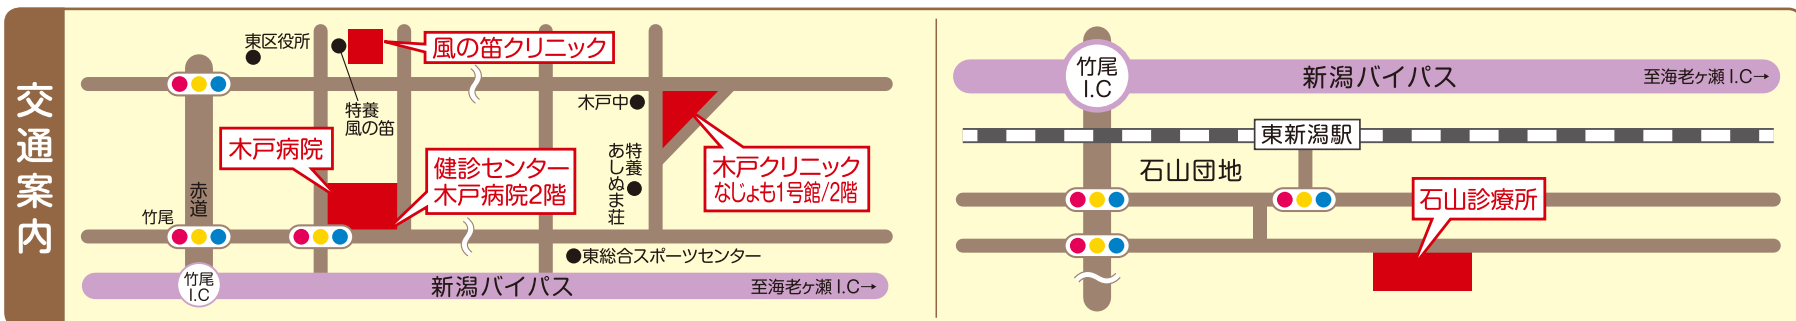 交通案内
東区役所
風の笛クリニック
特養
風の笛
木戸中
木戸病院
健診センター
木戸病院2階
特養
あしぬま荘
木戸クリニック
なじょも1号館/2階
赤道
竹尾
東総合スポーツセンター
竹尾
I.C
新潟バイパス
至海老ヶ瀬 I.C→
竹尾
I.C
新潟バイパス
至海老ヶ瀬 I.C→
東新潟駅
石山団地
石山診療所